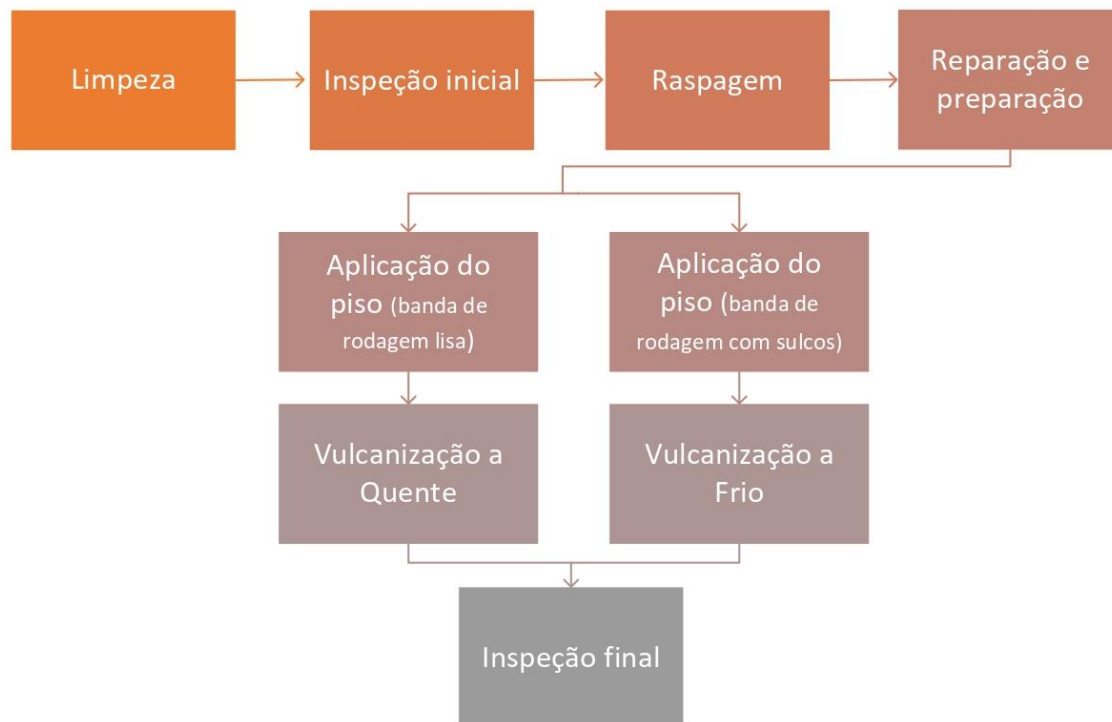 Limpeza
Inspeção inicial
Raspagem
Reparação e
preparação
Aplicação do
piso (banda de
rodagem lisa)
Aplicação do
piso (banda de
rodagem com sulcos)
Vulcanização a
Quente
Vulcanização a
Frio
Inspeção final